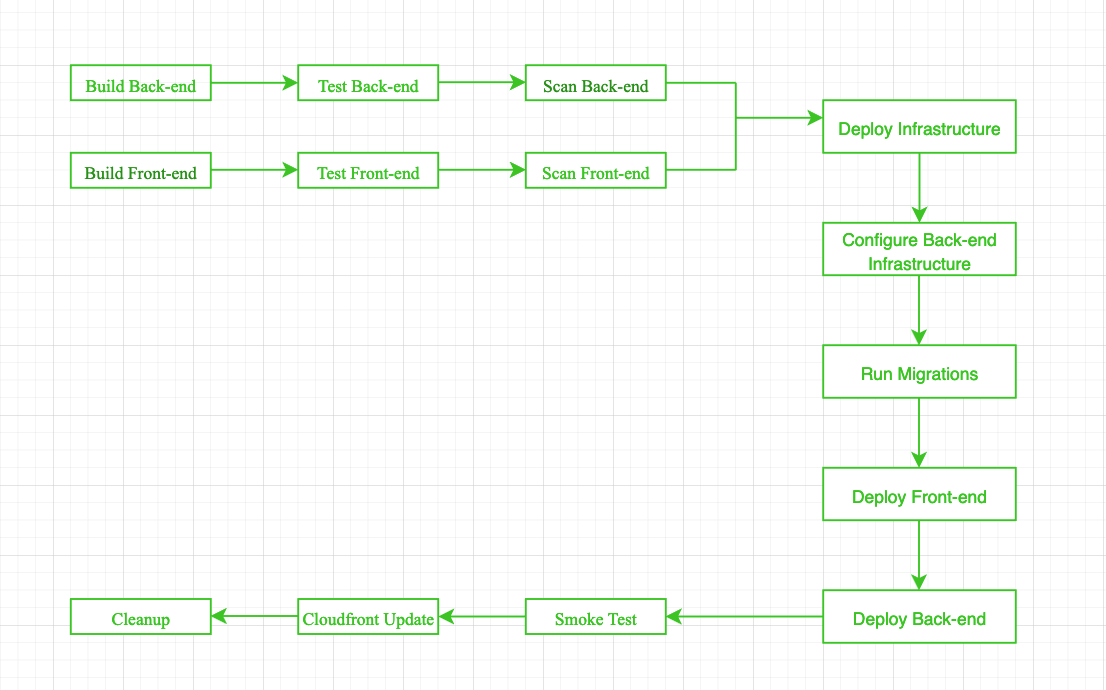 Build Back-end
Test Back-end
Scan Back-end
Deploy Infrastructure
Build Front-end
Test Front-end
Scan Front-end
Configure Back-end
Infrastructure
Run Migrations
Deploy Front-end
Deploy Back-end
Smoke Test
Cloudfront Update
Cleanup